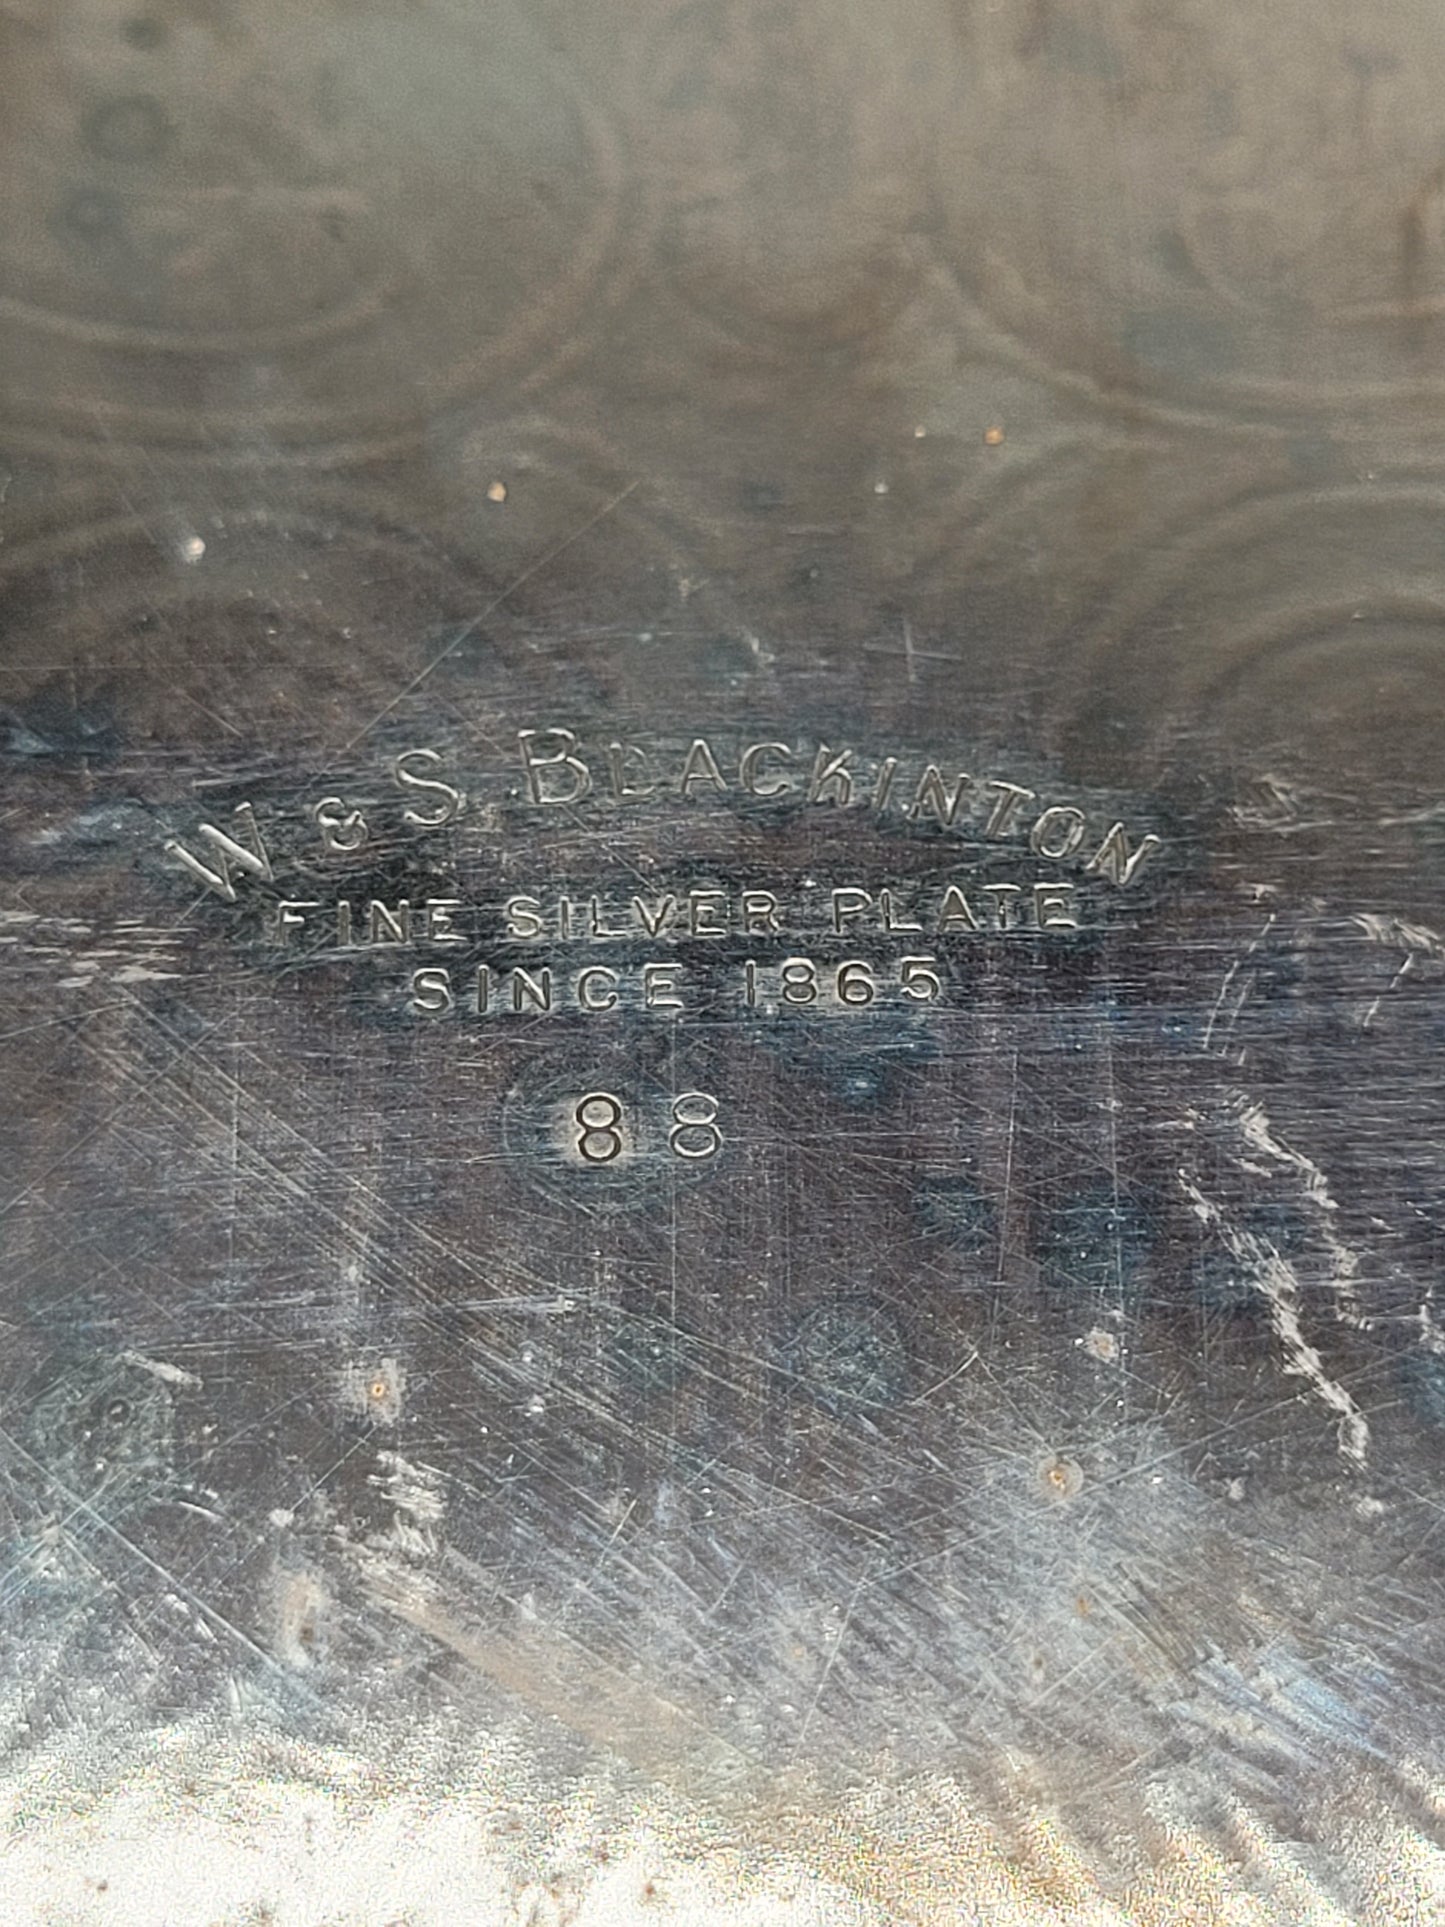 W & S BLACKINTON
FINE SILVER PLATE
SINCE 1865
88